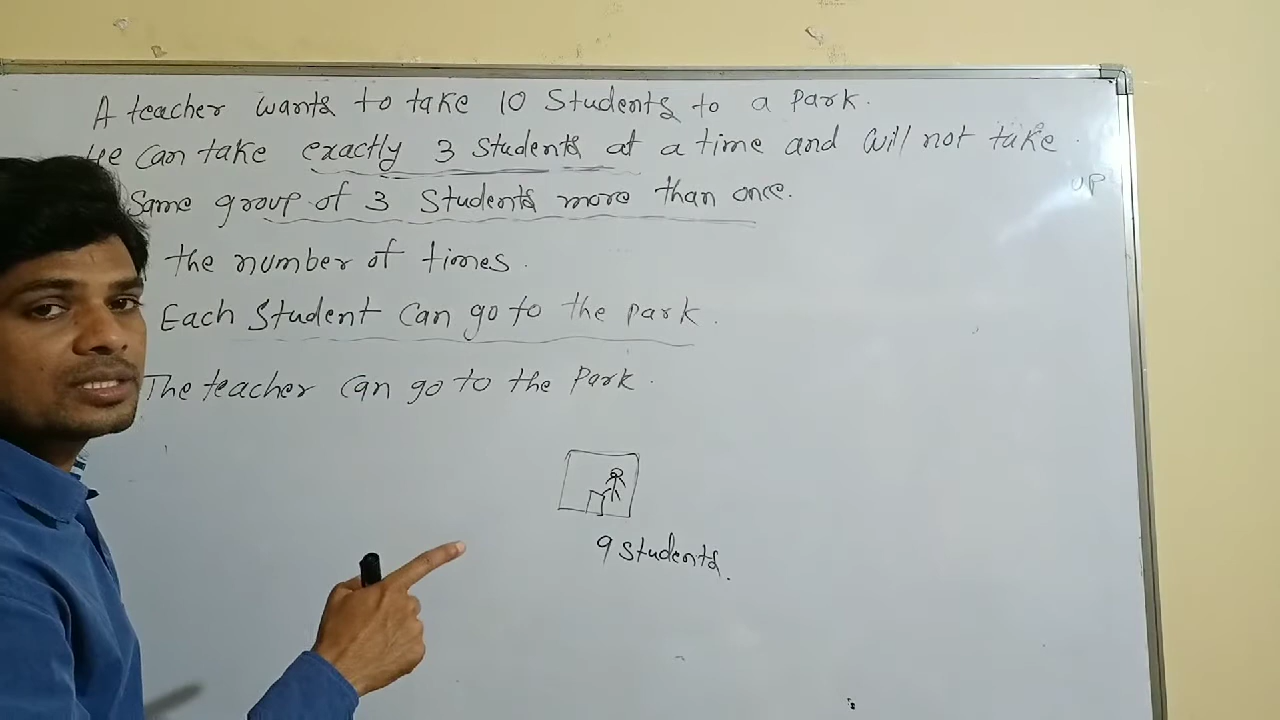 A teacher wants to take 10 Students to a Park.
He Can take exactly 3 Students at a time and will not take
Same group of 3 Students more than once.
the number of times.
Each Student Can go to the park.
The teacher Can go to the Park.
9 Students.